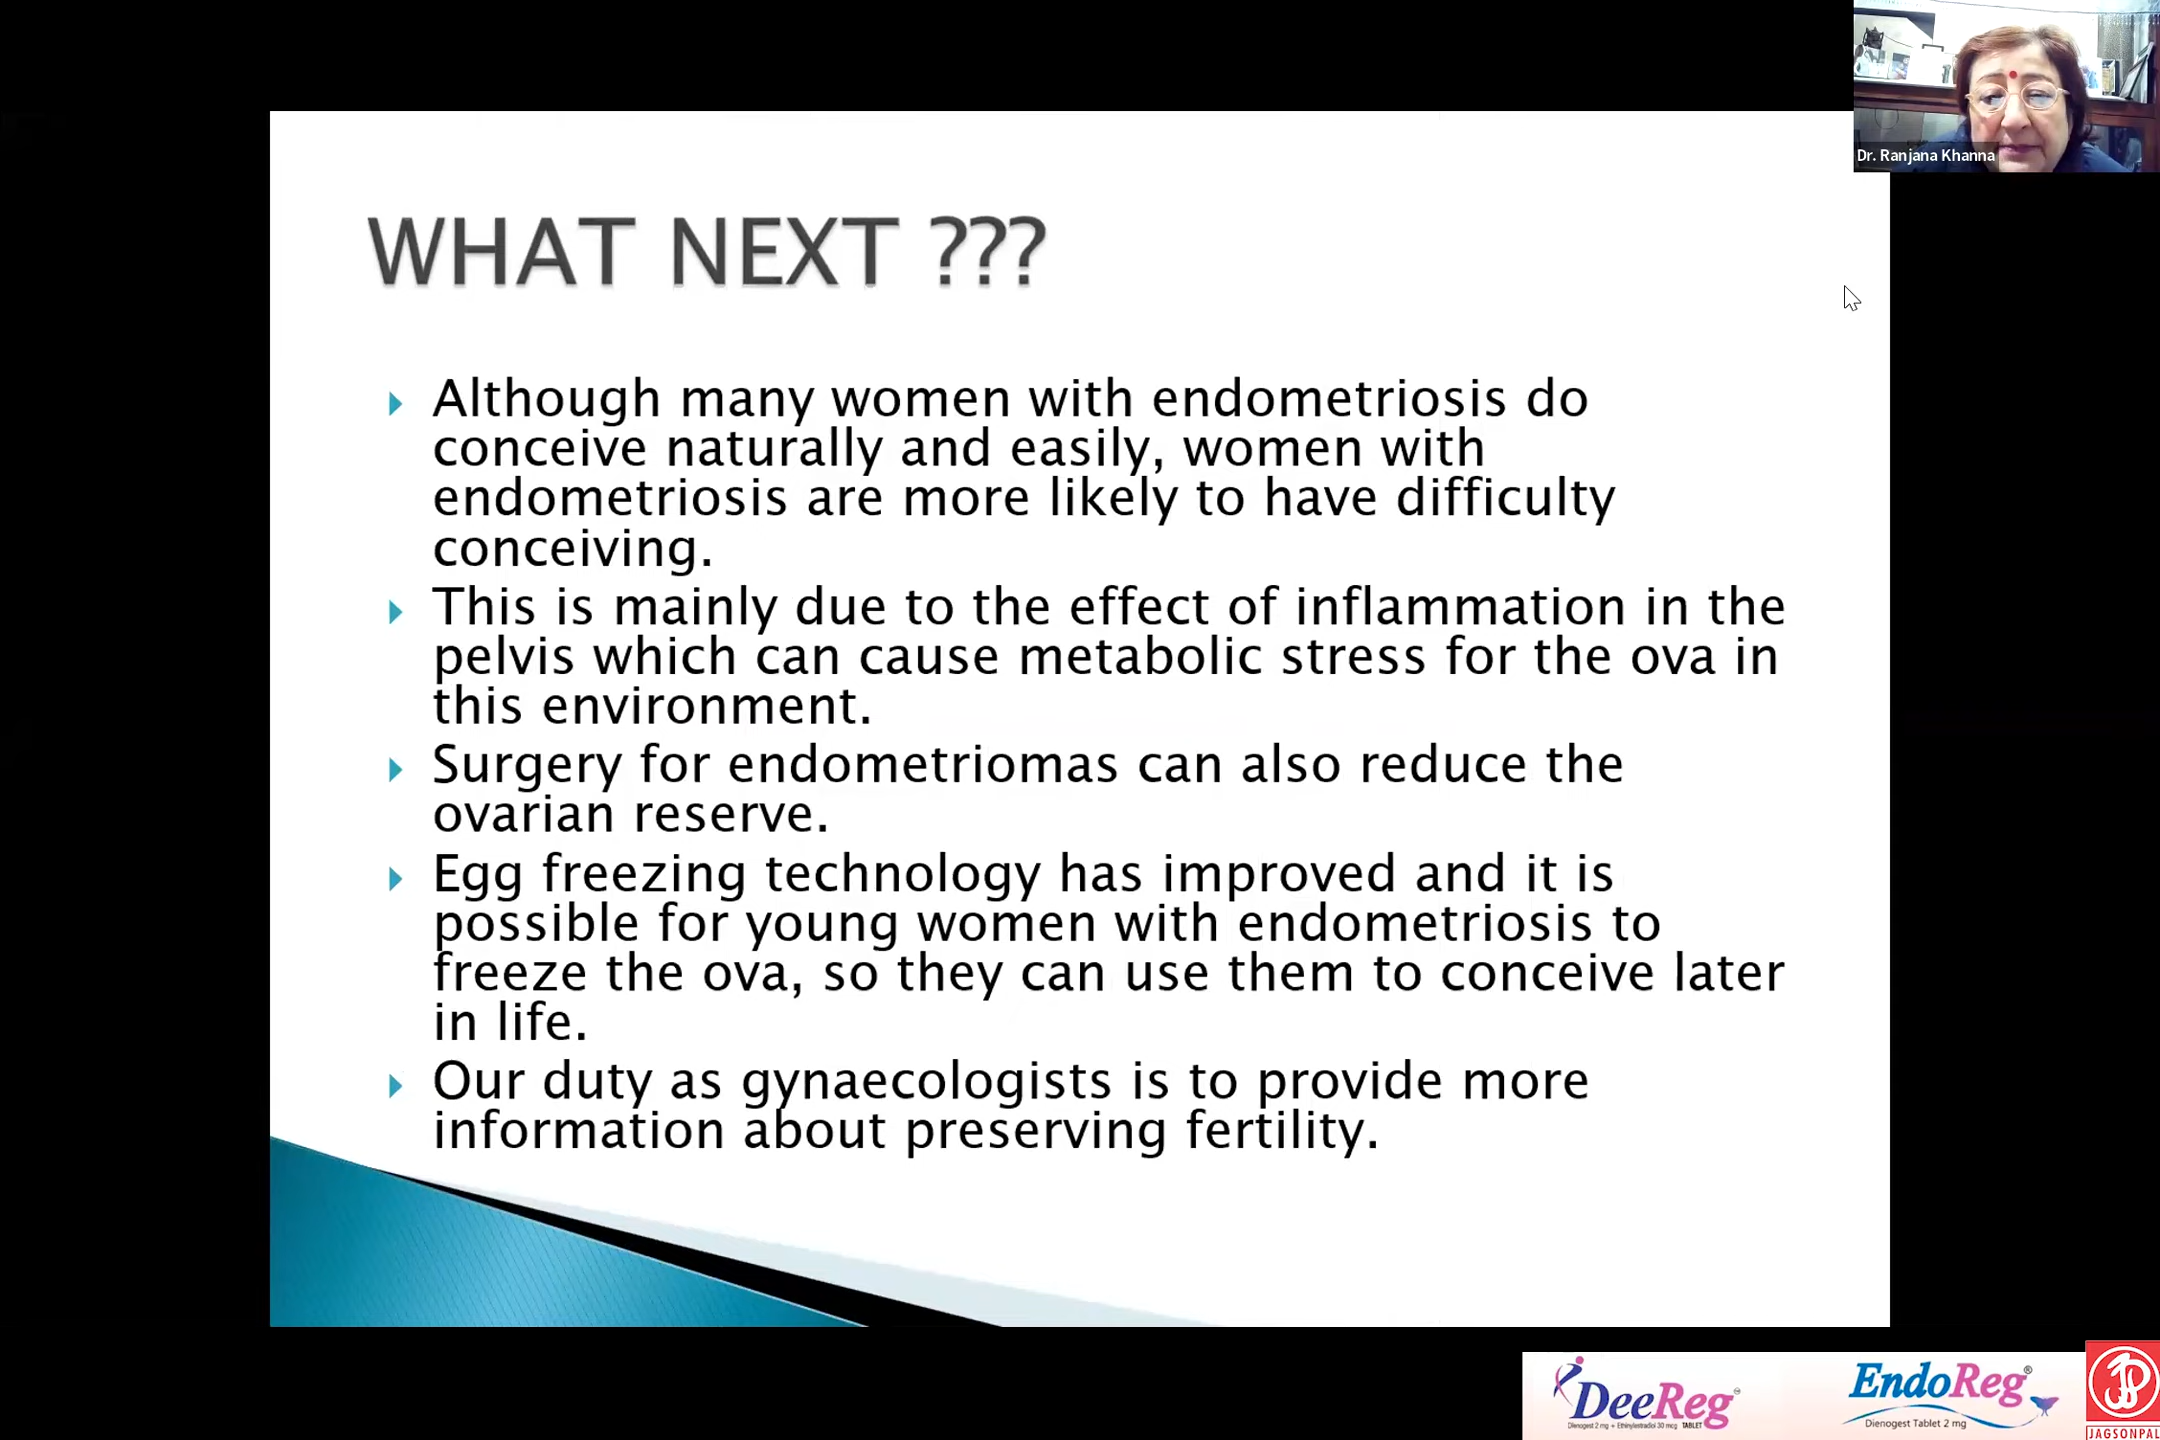 Dr. Ranjana Khanna
WHAT NEXT ???
Although many women with endometriosis do
conceive naturally and easily, women with
endometriosis are more likely to have difficulty
conceiving.
This is mainly due to the effect of inflammation in the
pelvis which can cause metabolic stress for the ova in
this environment.
Surgery for endometriomas can also reduce the
ovarian reserve.
Egg freezing technology has improved and it is
possible for young women with endometriosis to
freeze the ova, so they can use them to conceive later
in life.
Our duty as gynaecologists is to provide more
information about preserving fertility.
DeeReg™
Dienogest 2 mg + Ethinylestradiol 30 mcg TABLET
EndoReg®
Dienogest Tablet 2 mg
JAGSONPAL